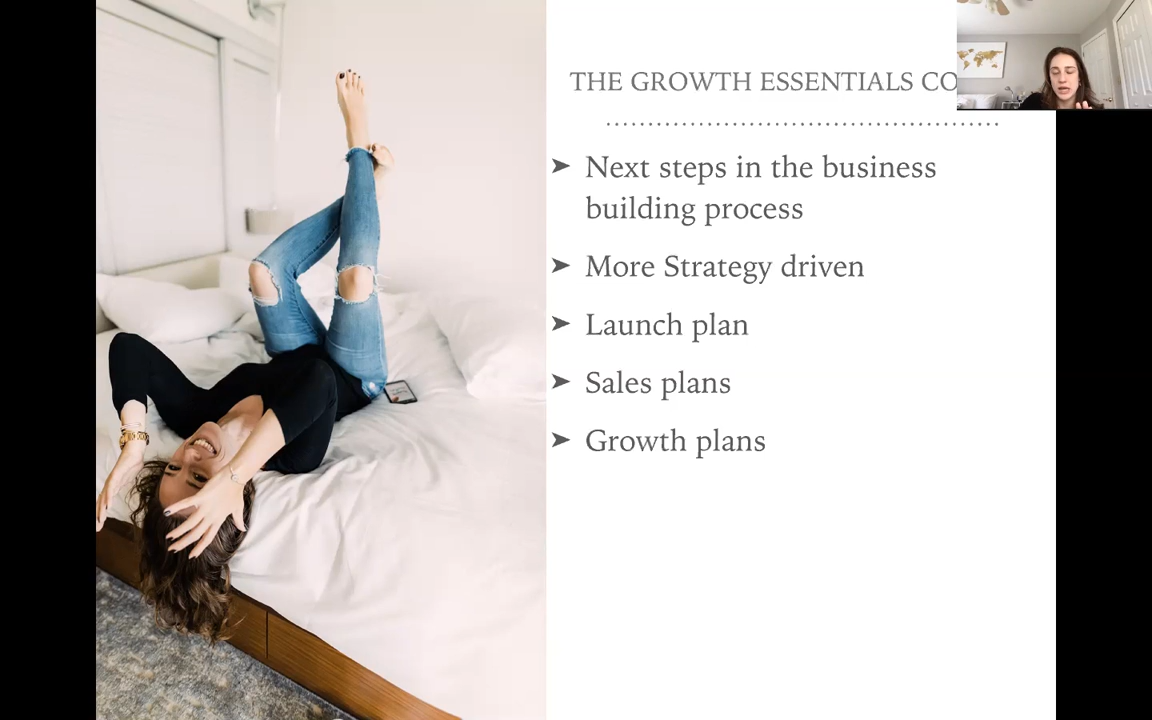 THE GROWTH ESSENTIALS
Next steps in the business
building process
More Strategy driven
Launch plan
Sales plans
Growth plans